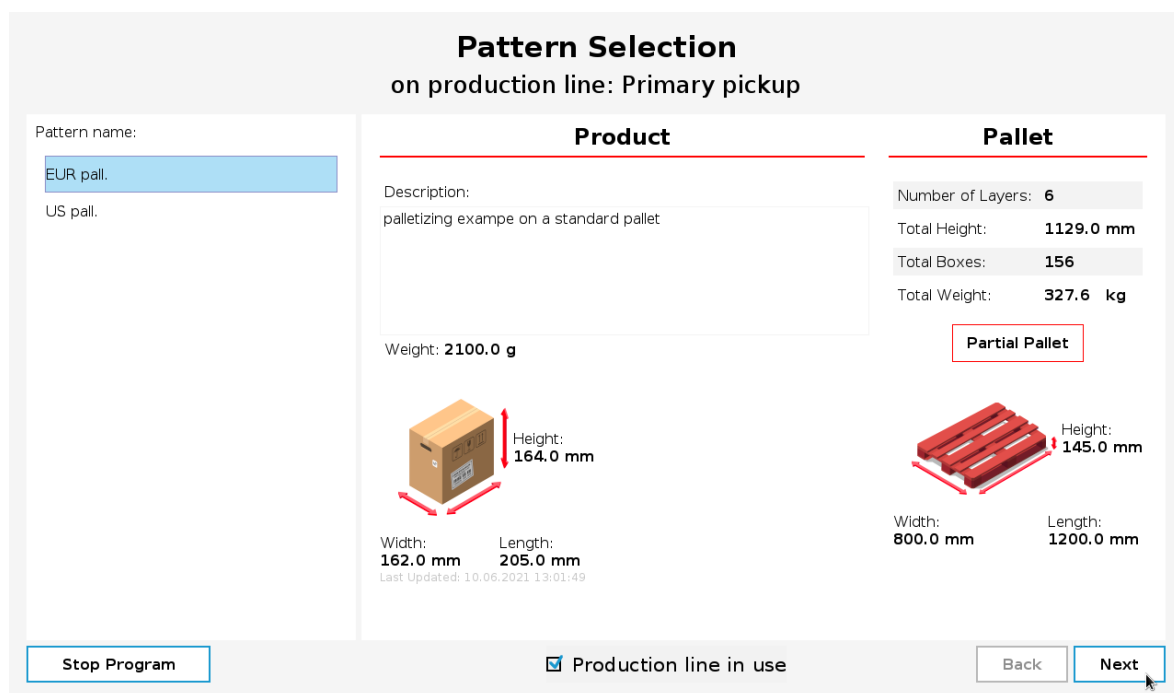 Pattern Selection
on production line: Primary pickup
Pattern name:
EUR pall.
US pall.
Product
Description:
palletizing exampe on a standard pallet
Weight: 2100.0 g
Height:
164.0 mm
Width:
162.0 mm
Length:
205.0 mm
Last Updated: 10.06.2021 13:01:49
Pallet
Number of Layers: 6
Total Height: 1129.0 mm
Total Boxes: 156
Total Weight: 327.6 kg
Partial Pallet
Height:
145.0 mm
Width:
800.0 mm
Length:
1200.0 mm
Stop Program
Production line in use
Back
Next